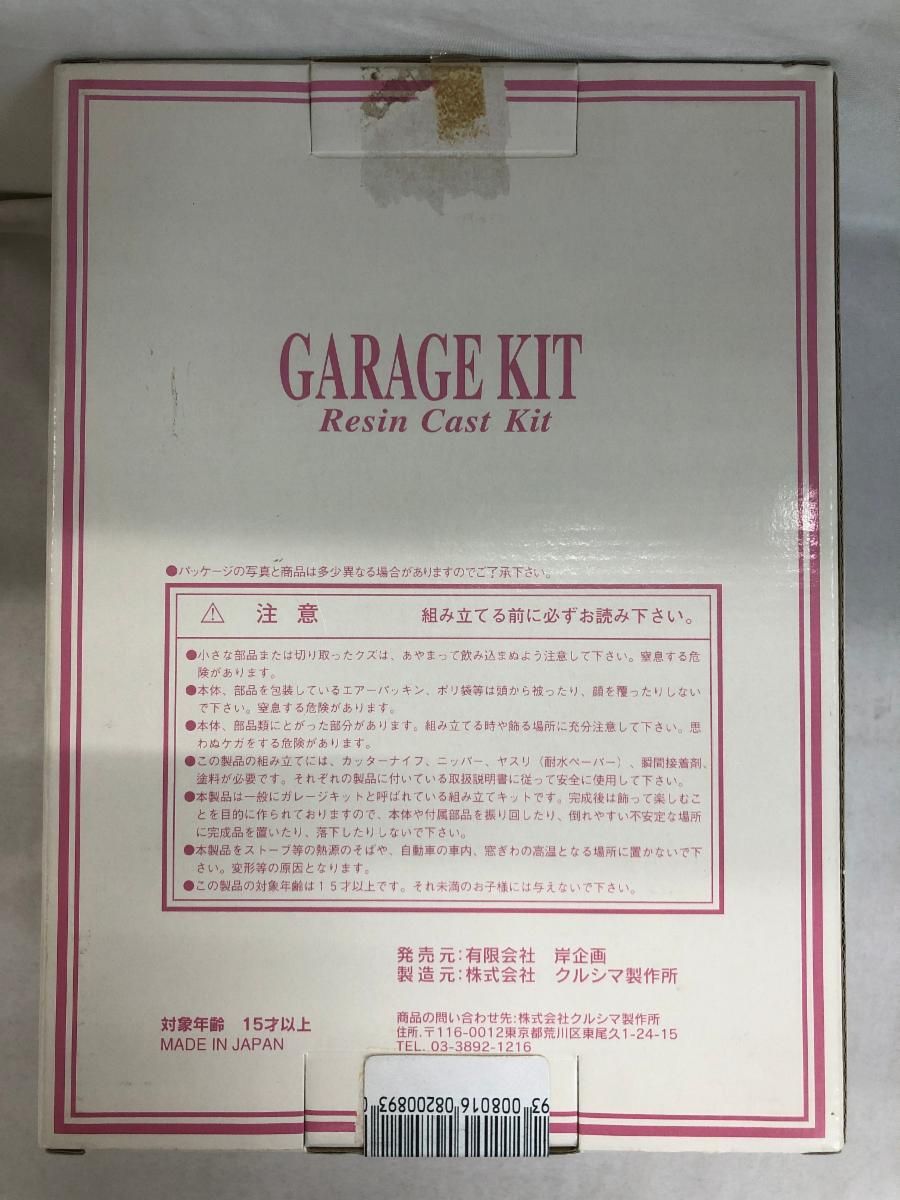 GARAGE KIT
Resin Cast Kit
●パッケージの写真と商品は多少異なる場合がありますのでご了承下さい。
⚠ 注 意 組み立てる前に必ずお読み下さい。
●小さな部品または切り取ったクズは、あやまって飲み込まぬよう注意して下さい。窒息する危
険があります。
●本体、部品を包装しているエアーパッキン、ポリ袋等は頭から被ったり、顔を覆ったりしない
で下さい。窒息する危険があります。
●本体、部品類にとがった部分があります。組み立てる時や飾る場所に充分注意して下さい。思
わぬケガをする危険があります。
●この製品の組み立てには、カッターナイフ、ニッパー、ヤスリ(耐水ペーパー)、瞬間接着剤、
塗料が必要です。それぞれの製品に付いている取扱説明書に従って安全に使用して下さい。
●本製品は一般にガレージキットと呼ばれている組み立てキットです。完成後は飾って楽しむこ
とを目的に作られておりますので、本体や付属部品を振り回したり、倒れやすい不安定な場所
に完成品を置いたり、落下したりしないで下さい。
●本製品をストーブ等の熱源のそばや、自動車の車内、窓ぎわの高温となる場所に置かないで下
さい。変形等の原因となります。
●この製品の対象年齢は15才以上です。それ未満のお子様には与えないで下さい。
発売元:有限会社 岸企画
製造元:株式会社 クルシマ製作所
対象年齢 15才以上
MADE IN JAPAN
商品の問い合わせ先:株式会社クルシマ製作所
住所.〒116-0012東京都荒川区東尾久1-24-15
TEL. 03-3892-1216
93 008016 08200893